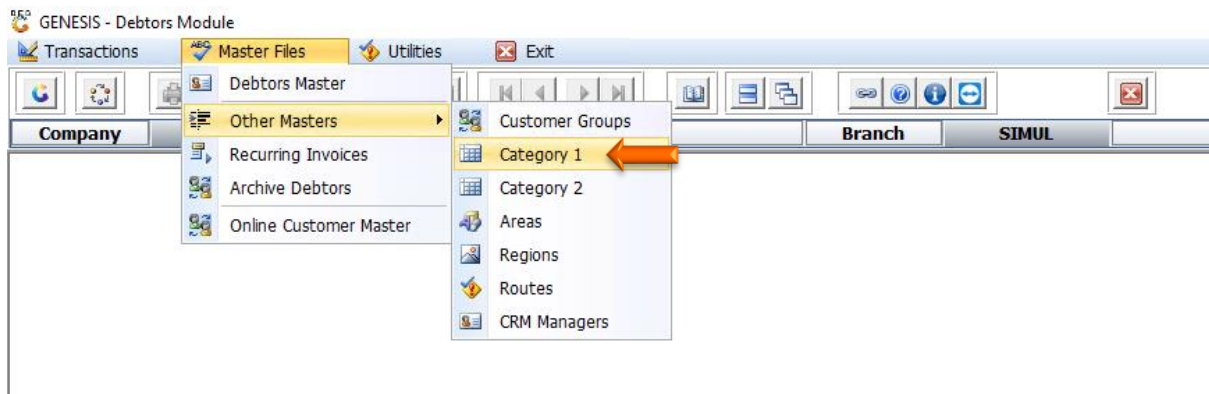 GENESIS - Debtors Module
Transactions Master Files Utilities Exit
Debtors Master
Other Masters Customer Groups
Company Branch SIMUL
Recurring Invoices Category 1
Archive Debtors Category 2
Online Customer Master Areas
Regions
Routes
CRM Managers